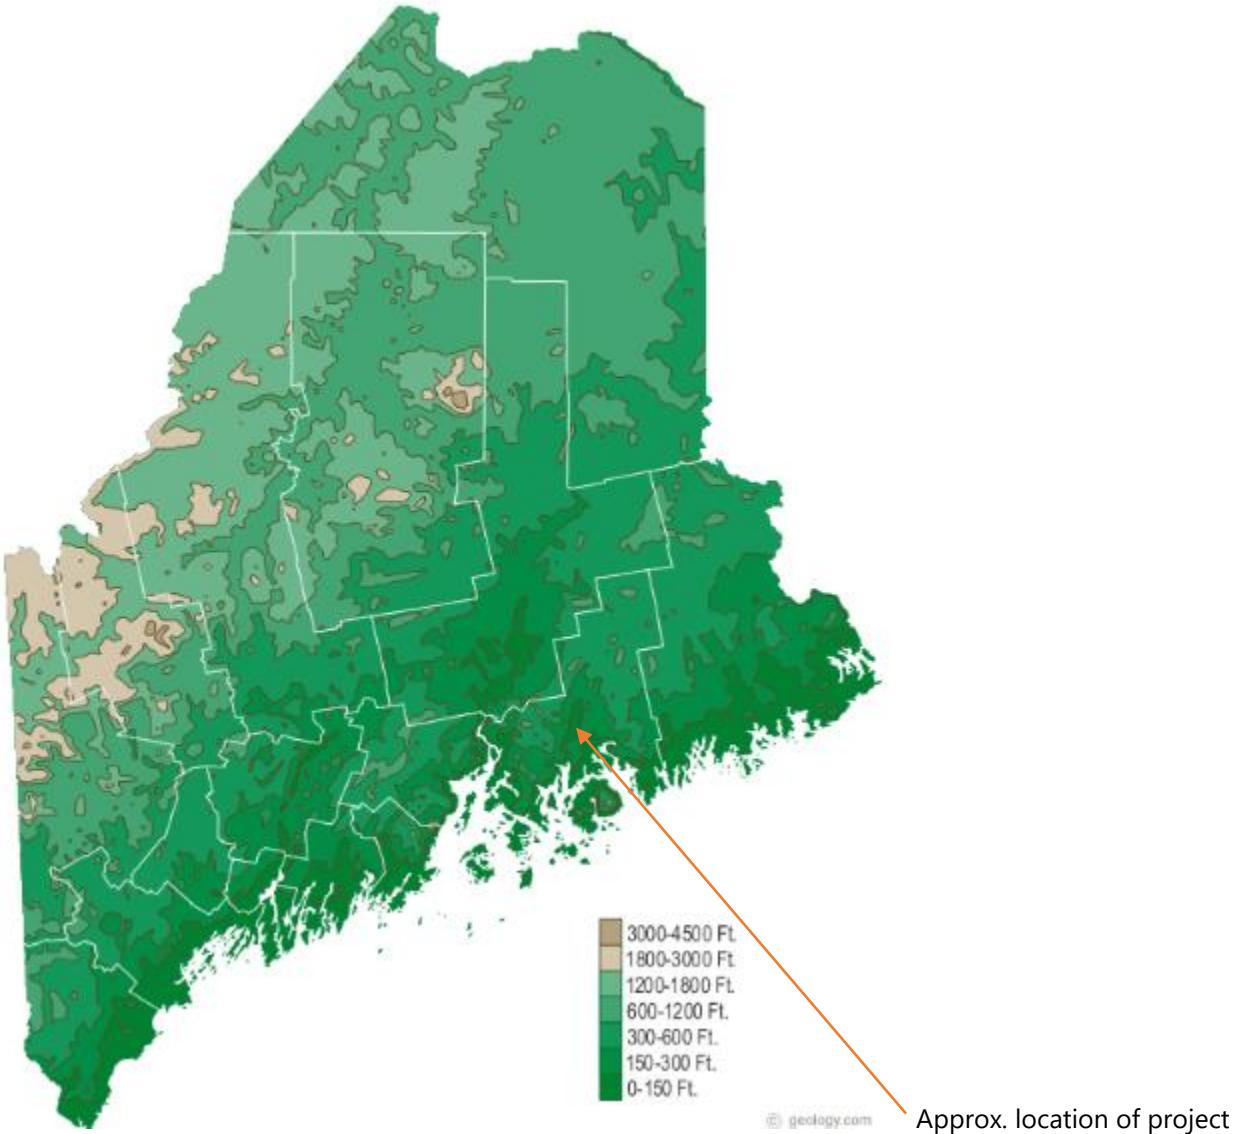 3000-4500 Ft.
1800-3000 Ft.
1200-1800 Ft.
600-1200 Ft.
300-600 Ft.
150-300 Ft.
0-150 Ft.
© geology.com
Approx. location of project